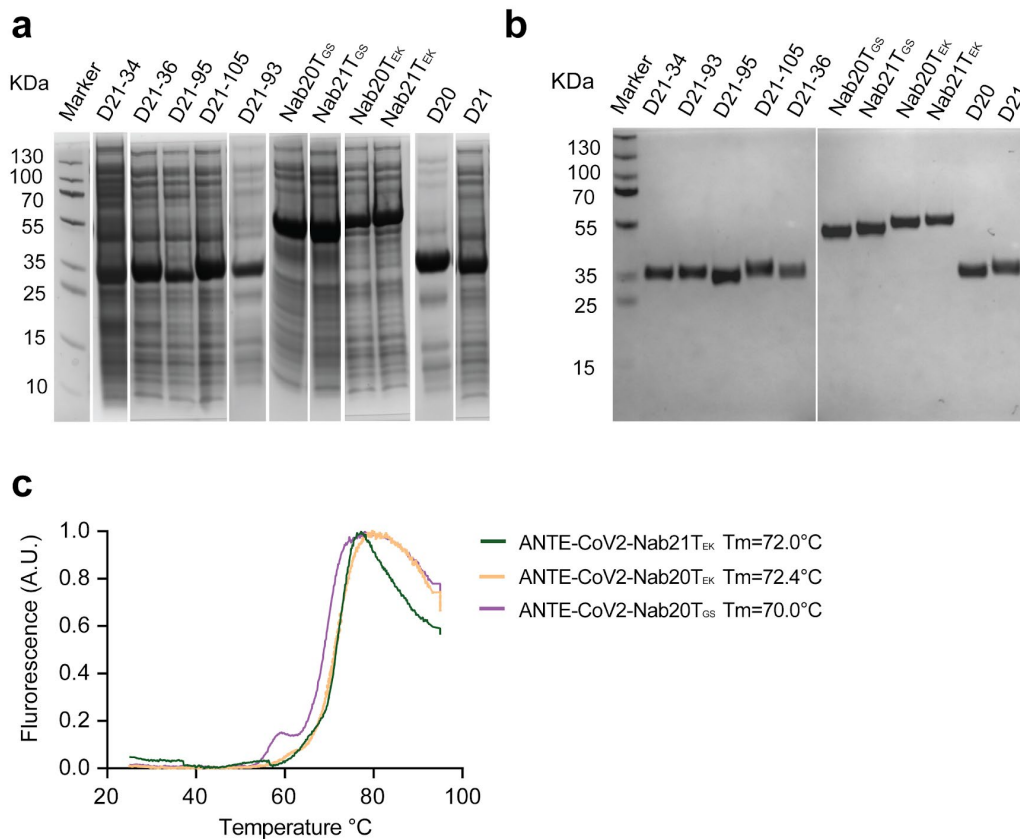 a
KDa
Marker
D21-34
D21-36
D21-95
D21-105
D21-93
Nab20TGS
Nab21TGS
Nab20TEK
Nab21TEK
D20
D21
130
100
70
55
35
25
15
10
b
KDa
Marker
D21-34
D21-93
D21-95
D21-105
D21-36
Nab20TGS
Nab21TGS
Nab20TEK
Nab21TEK
D20
D21
130
100
70
55
35
25
15
c
Flurorescence (A.U.)
1.0
0.8
0.6
0.4
0.2
0.0
20 40 60 80 100
Temperature °C
ANTE-CoV2-Nab21TEK Tm=72.0°C
ANTE-CoV2-Nab20TEK Tm=72.4°C
ANTE-CoV2-Nab20TGS Tm=70.0°C